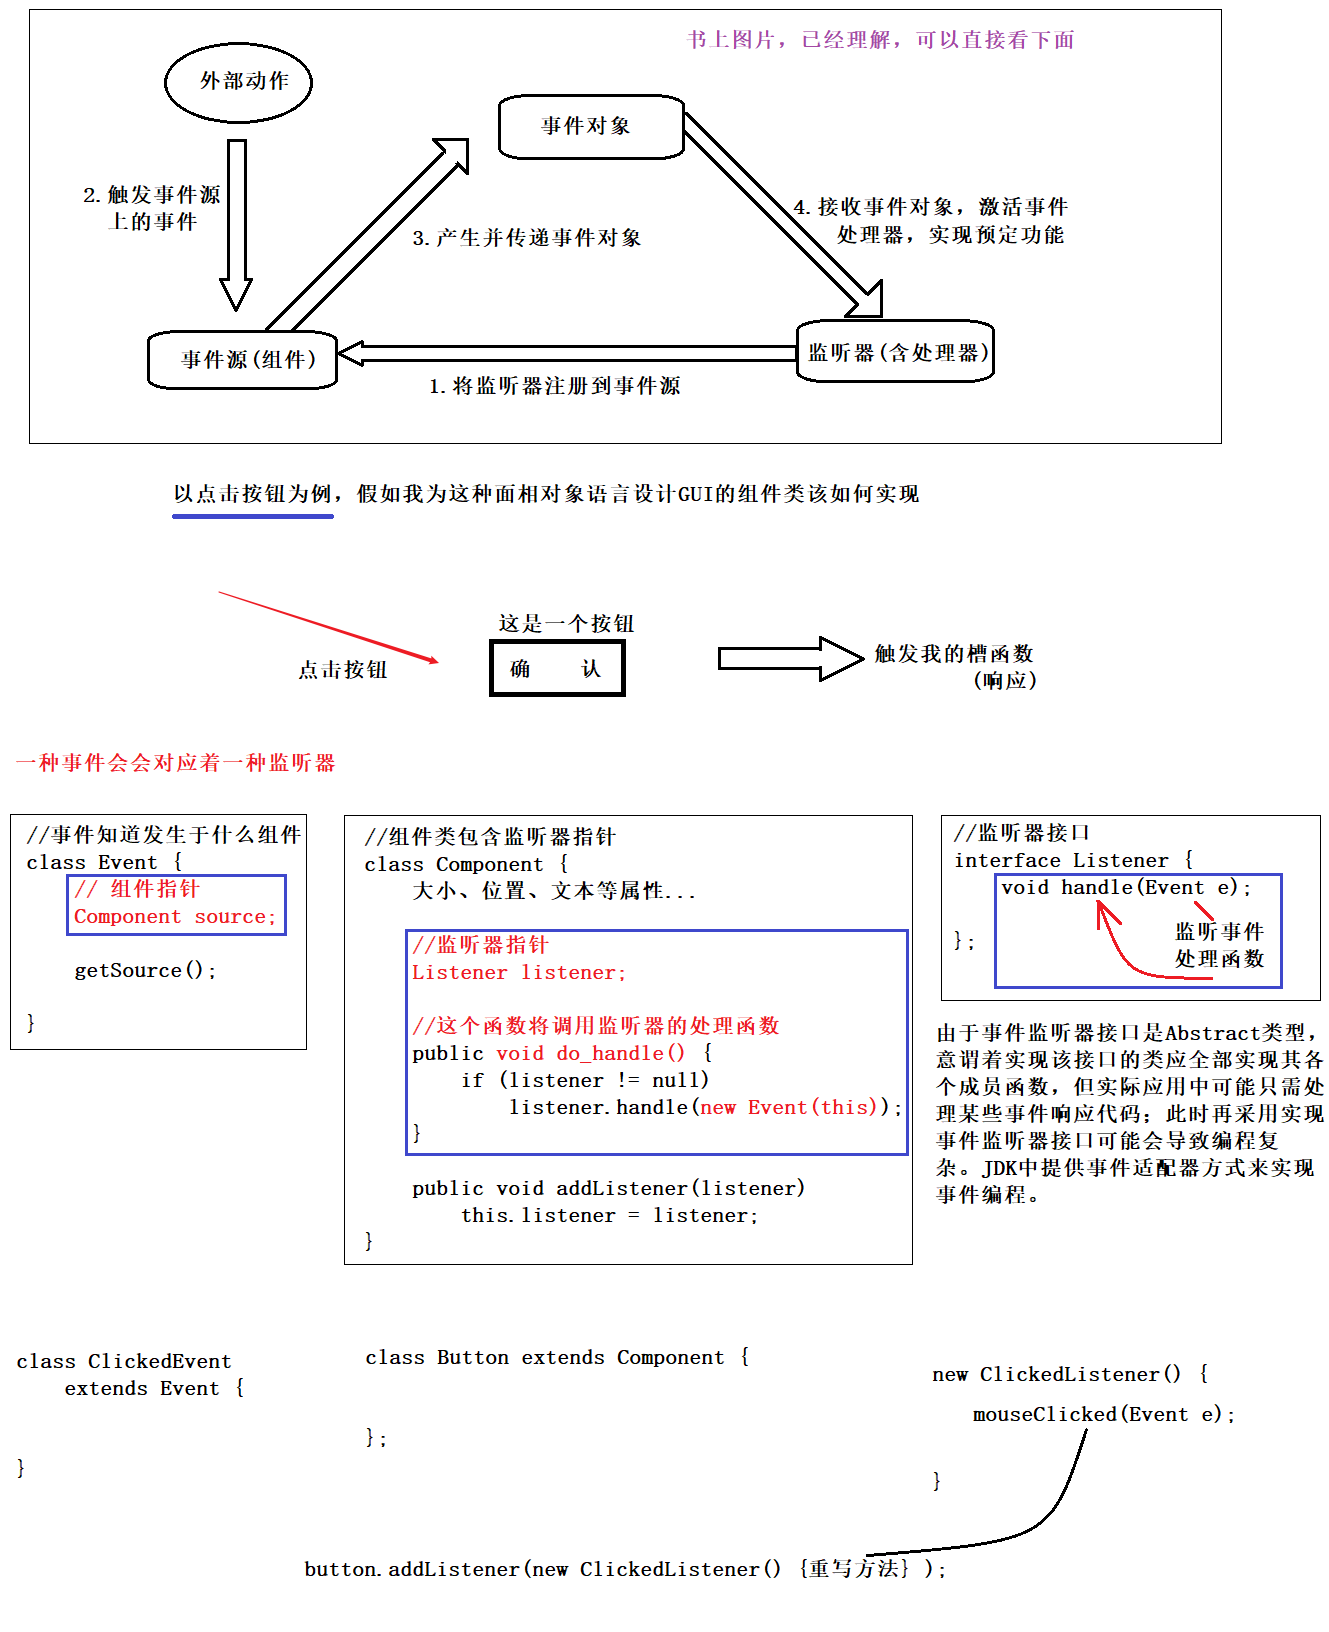 书上图片，已经理解，可以直接看下面
外部动作
事件对象
2.触发事件源
上的事件
3.产生并传递事件对象
4.接收事件对象，激活事件
处理器，实现预定功能
事件源(组件)
监听器(含处理器)
1.将监听器注册到事件源
以点击按钮为例，假如我为这种面相对象语言设计GUI的组件类该如何实现
这是一个按钮
点击按钮
确 认
触发我的槽函数
(响应)
一种事件会会对应着一种监听器
//事件知道发生于什么组件
class Event {
// 组件指针
Component source;
getSource();
}
//组件类包含监听器指针
class Component {
大小、位置、文本等属性...
//监听器指针
Listener listener;
//这个函数将调用监听器的处理函数
public void do_handle() {
if (listener != null)
listener.handle(new Event(this));
}
public void addListener(listener)
this.listener = listener;
}
//监听器接口
interface Listener {
void handle(Event e);
监听事件
处理函数
};
由于事件监听器接口是Abstract类型，
意谓着实现该接口的类应全部实现其各
个成员函数，但实际应用中可能只需处
理某些事件响应代码；此时再采用实现
事件监听器接口可能会导致编程复
杂。JDK中提供事件适配器方式来实现
事件编程。
class ClickedEvent
extends Event {
}
class Button extends Component {
};
new ClickedListener() {
mouseClicked(Event e);
}
button.addListener(new ClickedListener() {重写方法} );